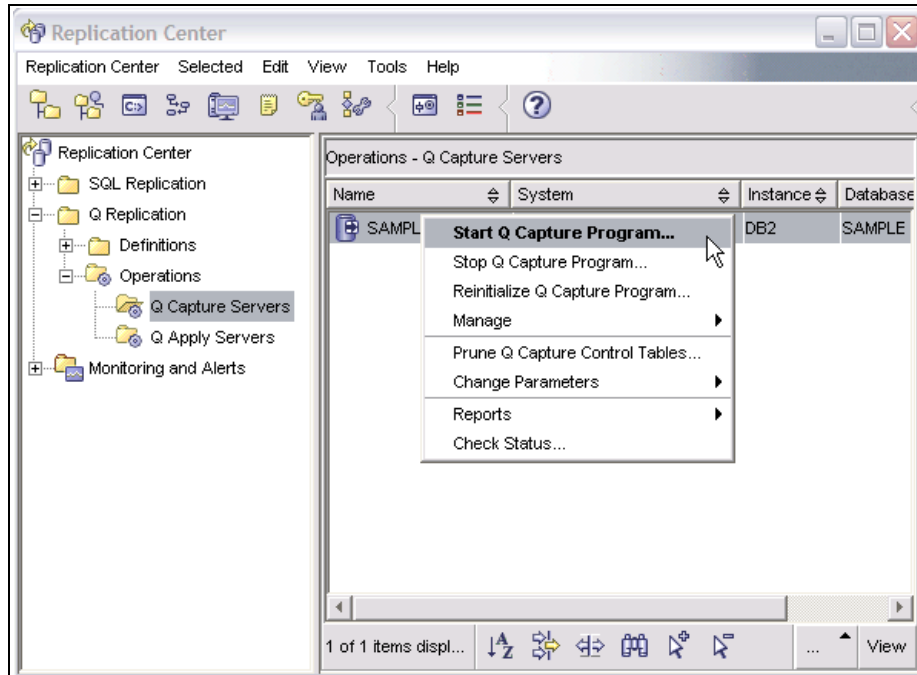 Replication Center
Replication Center Selected Edit View Tools Help
Replication Center
SQL Replication
Q Replication
Definitions
Operations
Q Capture Servers
Q Apply Servers
Monitoring and Alerts
Operations - Q Capture Servers
Name System Instance Database
SAMPL DB2 SAMPLE
Start Q Capture Program...
Stop Q Capture Program...
Reinitialize Q Capture Program...
Manage
Prune Q Capture Control Tables...
Change Parameters
Reports
Check Status...
1 of 1 items displ... ... View